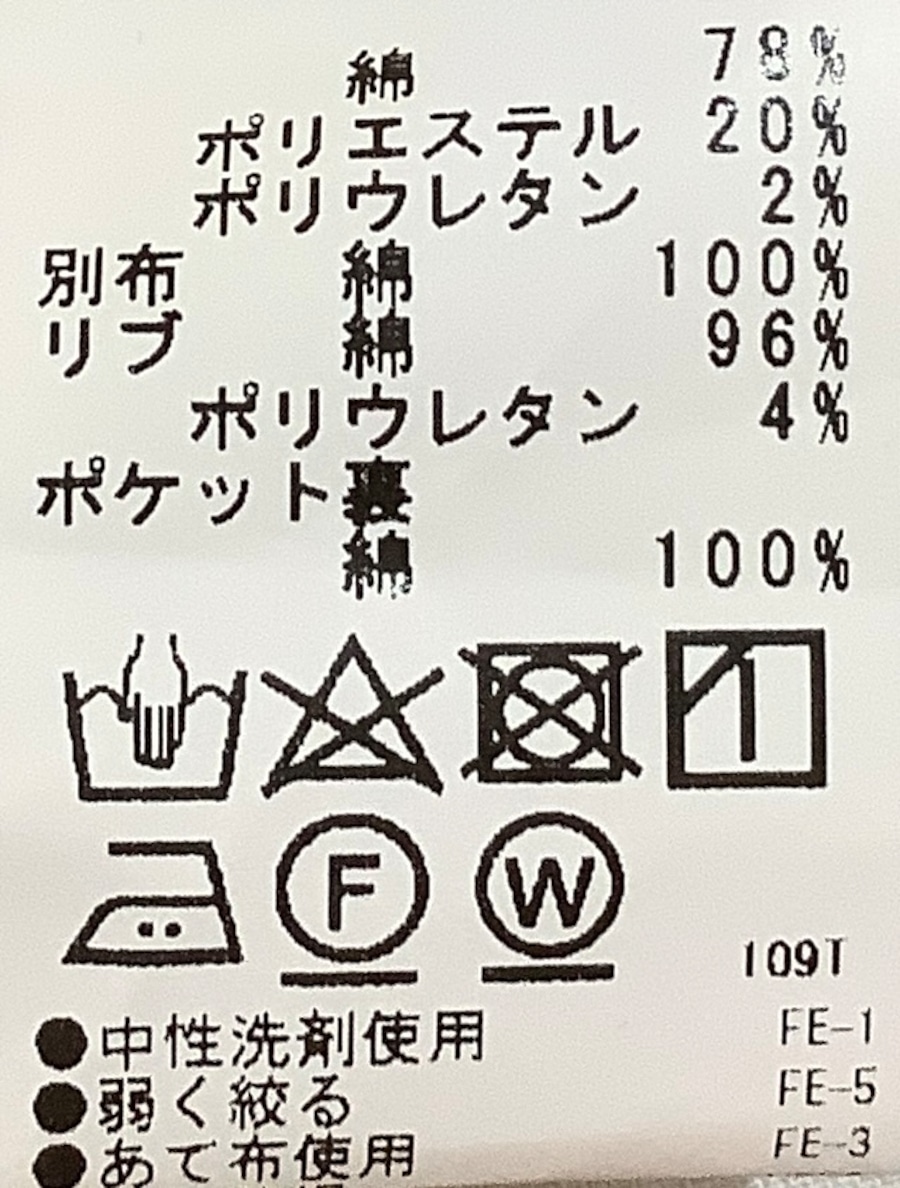 綿 78%
ポリエステル 20%
ポリウレタン 2%
別布 綿 100%
リブ 綿 96%
ポリウレタン 4%
ポケット裏
綿 100%
F W
109T
●中性洗剤使用 FE-1
●弱く絞る FE-5
●あて布使用 FE-3